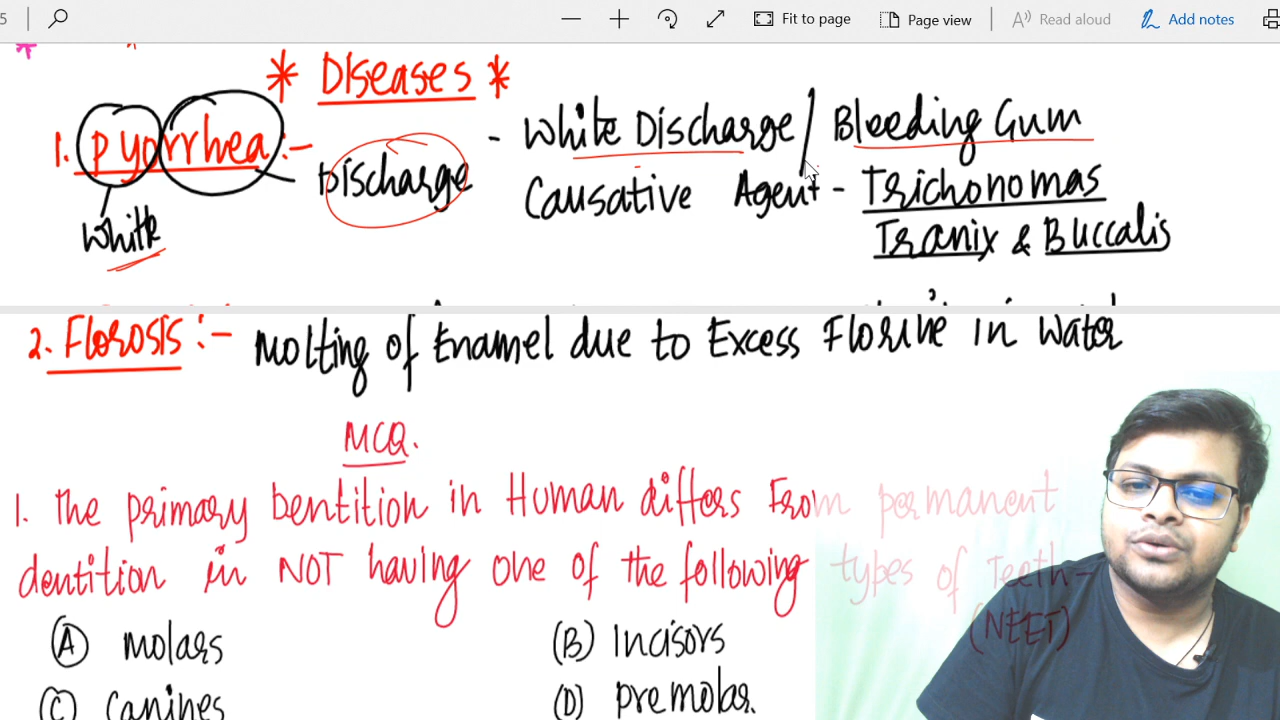 5 Fit to page Page view Read aloud Add notes
* Diseases *
1. Pyorrhea :- - White Discharge / Bleeding Gum
Discharge Causative Agent - Trichonomas
White Tranix & Buccalis
2. Florosis :- Molting of Enamel due to Excess Florine in Water
MCQ.
1. The primary bentition in Human differs From permanent
dentition in NOT having one of the following types of Teeth-
(NEET)
(A) Molars (B) Incisors
(C) Canines (D) Premolar.